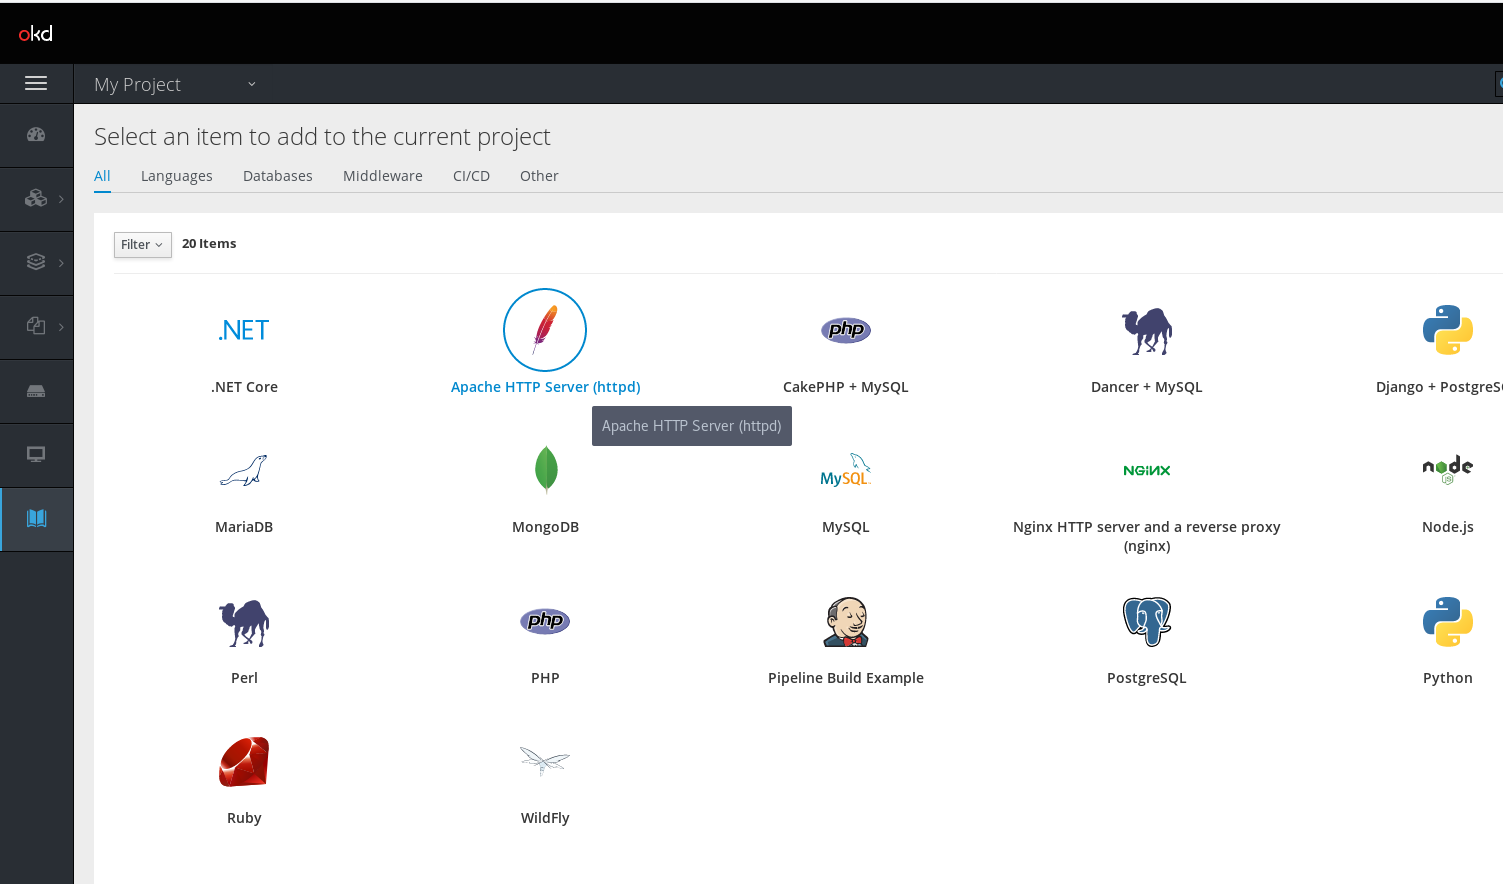 okd
My Project
Select an item to add to the current project
All Languages Databases Middleware CI/CD Other
Filter 20 Items
.NET php
.NET Core Apache HTTP Server (httpd) CakePHP + MySQL Dancer + MySQL Django + PostgreSQ
Apache HTTP Server (httpd)
MySQL NGINX node
JS
MariaDB MongoDB MySQL Nginx HTTP server and a reverse proxy Node.js
(nginx)
php
Perl PHP Pipeline Build Example PostgreSQL Python
Ruby WildFly